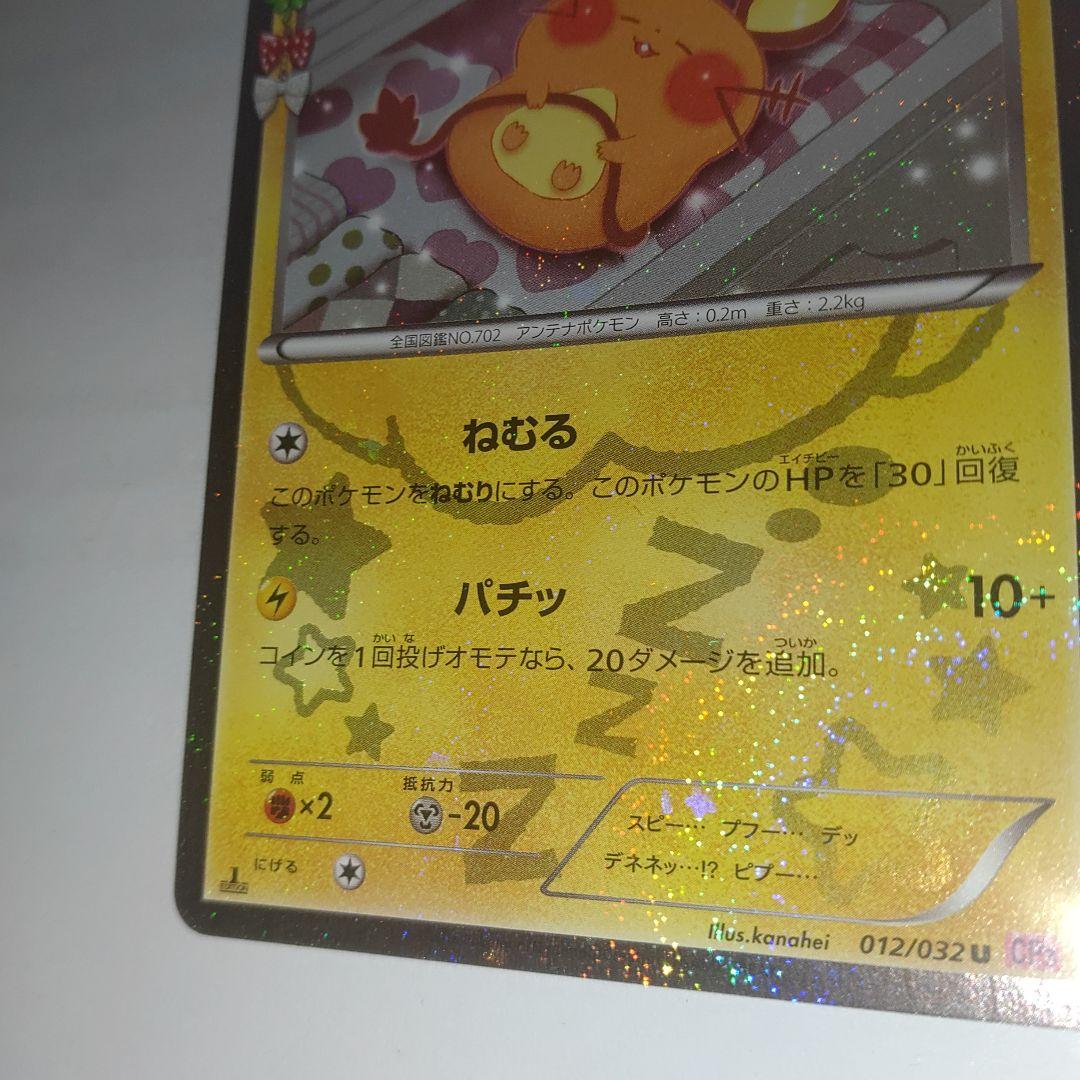 全国図鑑NO.702 アンテナポケモン 高さ:0.2m 重さ:2.2kg
ねむる
このポケモンをねむりにする。このポケモンのHPを「30」回復
エイチピー かいふく
する。
パチッ 10+
コインを1回投げオモテなら、20ダメージを追加。
かい な ついか
弱点 抵抗力
×2 -20
スピー… プフー… デッ
デネネッ…!? ピプー…
にげる
1
EDITION
Illus.kanahei 012/032 U CP3